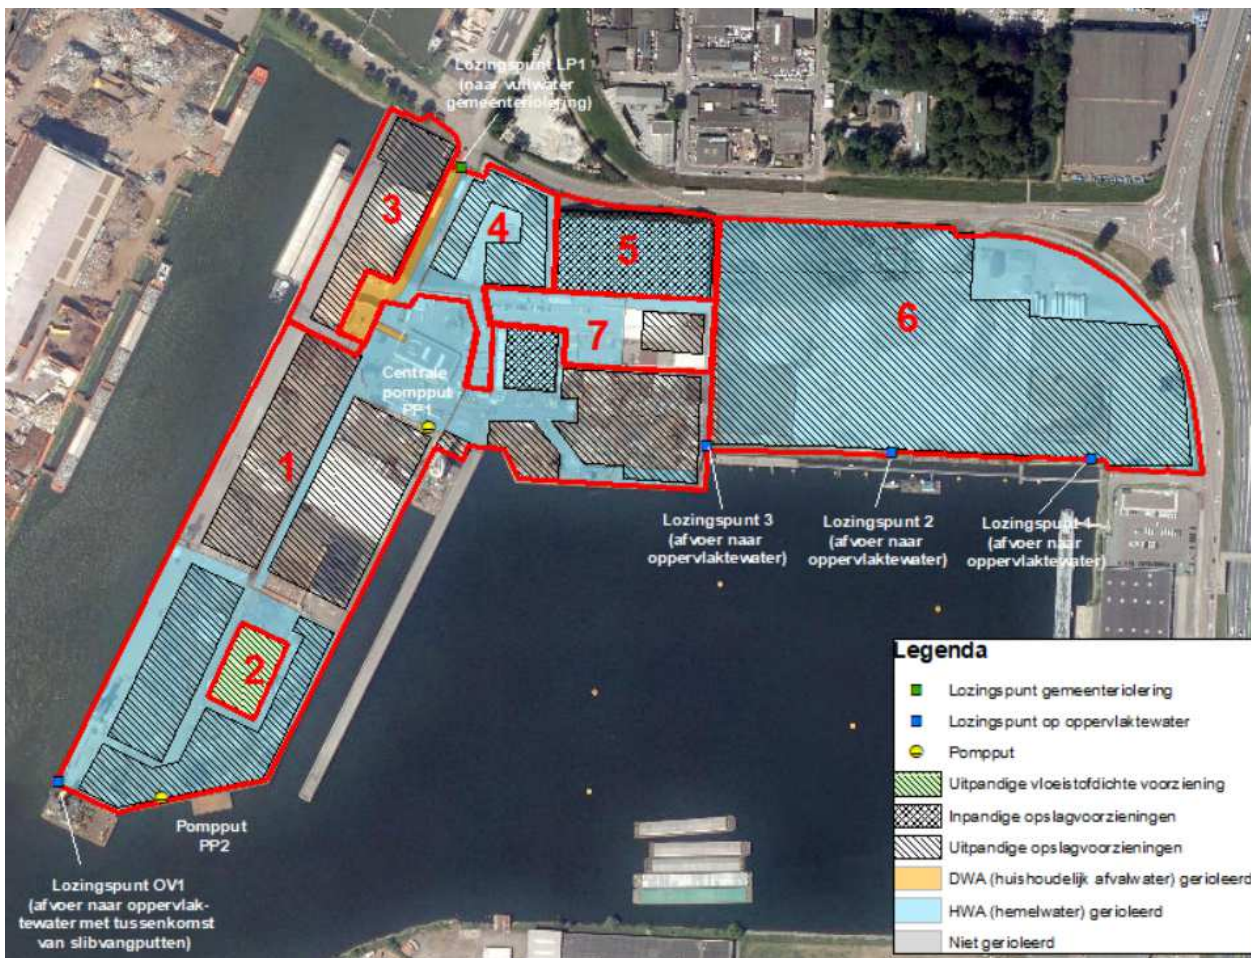 Lozingspunt LP1
(naar vuilwater
gemeenteriolering)
3
4
5
6
7
Centrale
pompput
PP1
1
2
Lozingspunt 3
(afvoer naar
oppervlaktewater)
Lozingspunt 2
(afvoer naar
oppervlaktewater)
Lozingspunt 1
(afvoer naar
oppervlaktewater)
Pompput
PP2
Lozingspunt OV1
(afvoer naar oppervlak-
tewater met tussenkomst
van slibvangputten)
Legenda
Lozingspunt gemeenteriolering
Lozingspunt op oppervlaktewater
Pompput
Uitpandige vloeistofdichte voorziening
Inpandige opslagvoorzieningen
Uitpandige opslagvoorzieningen
DWA (huishoudelijk afvalwater) gerioleerd
HWA (hemelwater) gerioleerd
Niet gerioleerd